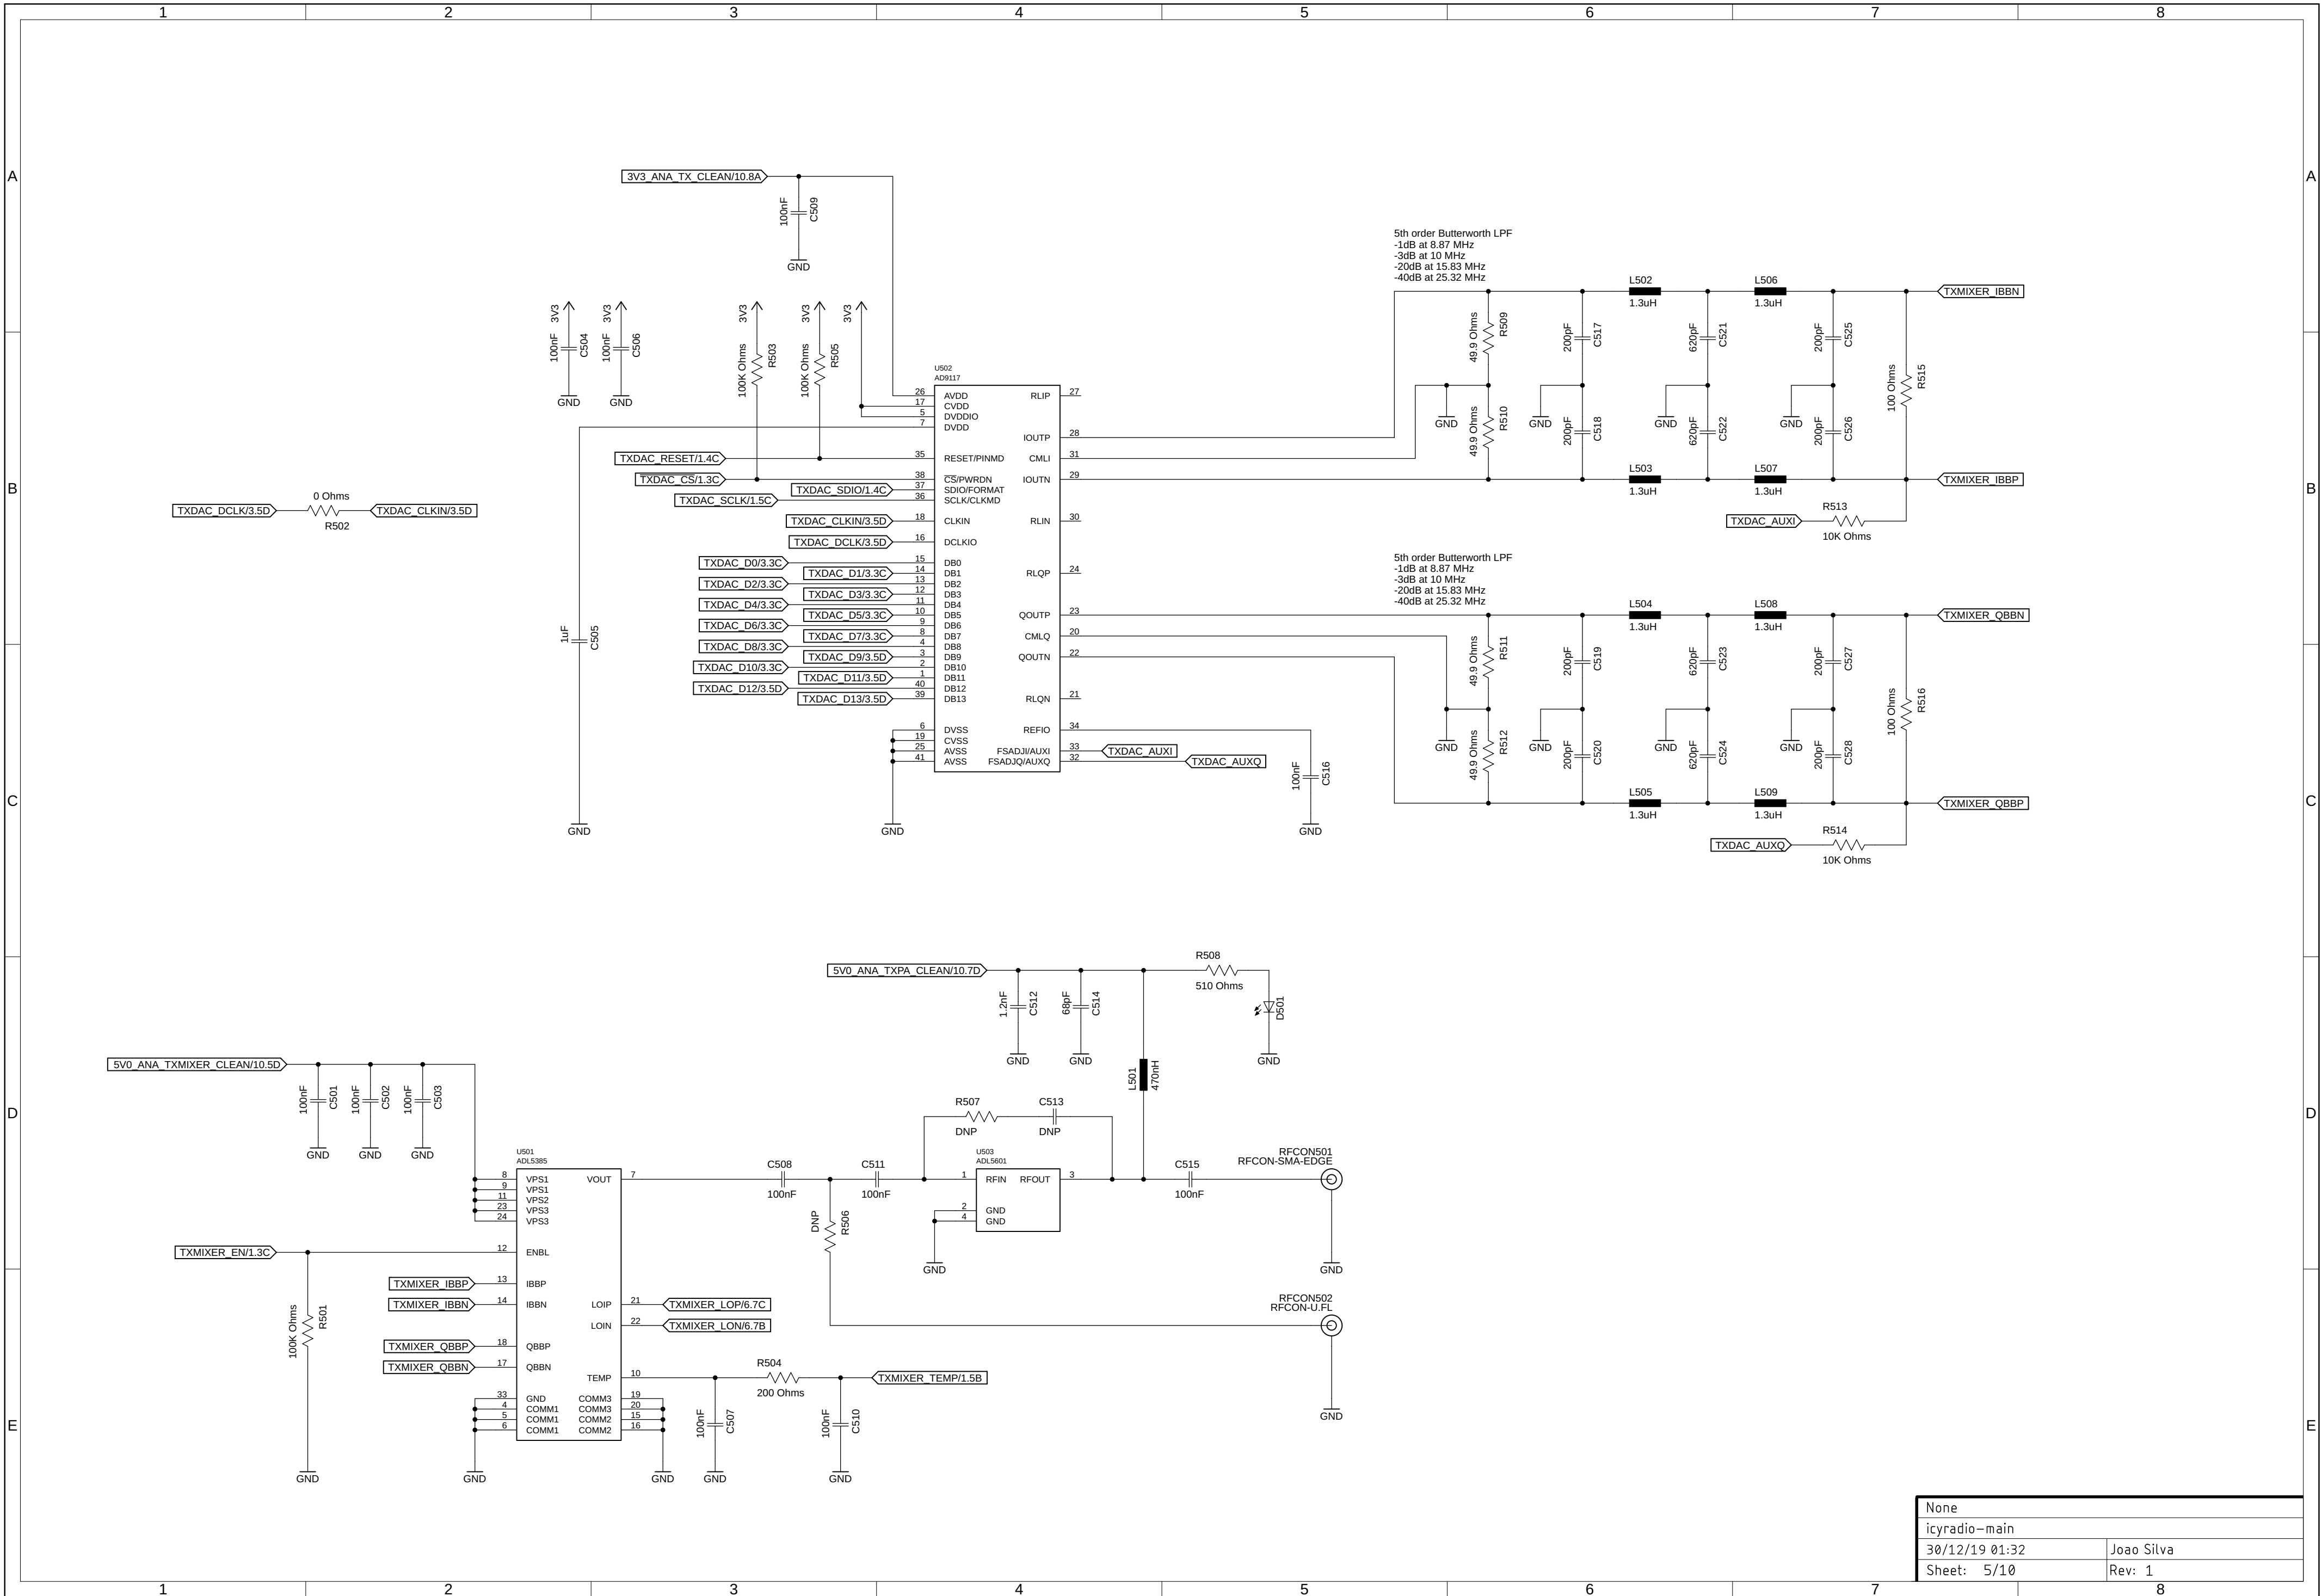 1 2 3 4 5 6 7 8
A A
B B
C C
D D
E E
3V3_ANA_TX_CLEAN/10.8A
100nF C509
GND
3V3 3V3 3V3 3V3 3V3
100nF C504
GND
100nF C506
GND
100K Ohms R503
100K Ohms R505
U502
AD9117
26 AVDD
17 CVDD
5 DVDDIO
7 DVDD
TXDAC_RESET/1.4C 35 RESET/PINMD
TXDAC_CS/1.3C 38 CS/PWRDN
TXDAC_SDIO/1.4C 37 SDIO/FORMAT
TXDAC_SCLK/1.5C 36 SCLK/CLKMD
TXDAC_CLKIN/3.5D 18 CLKIN
TXDAC_DCLK/3.5D 16 DCLKIO
TXDAC_D0/3.3C 15 DB0
TXDAC_D1/3.3C 14 DB1
TXDAC_D2/3.3C 13 DB2
TXDAC_D3/3.3C 12 DB3
TXDAC_D4/3.3C 11 DB4
TXDAC_D5/3.3C 10 DB5
TXDAC_D6/3.3C 9 DB6
TXDAC_D7/3.3C 8 DB7
TXDAC_D8/3.3C 4 DB8
TXDAC_D9/3.5D 3 DB9
TXDAC_D10/3.3C 2 DB10
TXDAC_D11/3.5D 1 DB11
TXDAC_D12/3.5D 40 DB12
TXDAC_D13/3.5D 39 DB13
6 DVSS
19 CVSS
25 AVSS
41 AVSS
GND
RLIP 27
IOUTP 28
CMLI 31
IOUTN 29
RLIN 30
RLQP 24
QOUTP 23
CMLQ 20
QOUTN 22
RLQN 21
REFIO 34
FSADJI/AUXI 33 TXDAC_AUXI
FSADJQ/AUXQ 32 TXDAC_AUXQ
100nF C516
GND
1uF C505
GND
0 Ohms
TXDAC_DCLK/3.5D TXDAC_CLKIN/3.5D
R502
5th order Butterworth LPF
-1dB at 8.87 MHz
-3dB at 10 MHz
-20dB at 15.83 MHz
-40dB at 25.32 MHz
L502 L506
1.3uH 1.3uH
TXMIXER_IBBN
49.9 Ohms R509
200pF C517
620pF C521
200pF C525
100 Ohms R515
GND GND GND GND
49.9 Ohms R510
200pF C518
620pF C522
200pF C526
L503 L507
1.3uH 1.3uH
TXMIXER_IBBP
R513
TXDAC_AUXI
10K Ohms
5th order Butterworth LPF
-1dB at 8.87 MHz
-3dB at 10 MHz
-20dB at 15.83 MHz
-40dB at 25.32 MHz
L504 L508
1.3uH 1.3uH
TXMIXER_QBBN
49.9 Ohms R511
200pF C519
620pF C523
200pF C527
100 Ohms R516
GND GND GND GND
49.9 Ohms R512
200pF C520
620pF C524
200pF C528
L505 L509
1.3uH 1.3uH
TXMIXER_QBBP
R514
TXDAC_AUXQ
10K Ohms
R508
5V0_ANA_TXPA_CLEAN/10.7D
510 Ohms
1.2nF C512
68pF C514
D501
GND GND GND
L501 470nH
5V0_ANA_TXMIXER_CLEAN/10.5D
100nF C501
100nF C502
100nF C503
GND GND GND
R507 C513
DNP DNP
U501
ADL5385
8 VPS1
9 VPS1
11 VPS2
23 VPS3
24 VPS3
TXMIXER_EN/1.3C 12 ENBL
TXMIXER_IBBP 13 IBBP
TXMIXER_IBBN 14 IBBN
TXMIXER_QBBP 18 QBBP
TXMIXER_QBBN 17 QBBN
33 GND
4 COMM1
5 COMM1
6 COMM1
VOUT 7
LOIP 21 TXMIXER_LOP/6.7C
LOIN 22 TXMIXER_LON/6.7B
TEMP 10
COMM3 19
COMM3 20
COMM2 15
COMM2 16
100K Ohms R501
R504
200 Ohms
TXMIXER_TEMP/1.5B
100nF C507
100nF C510
GND GND GND GND GND
C508 C511
100nF 100nF
DNP R506
U503
ADL5601
1 RFIN RFOUT 3
2 GND
4 GND
GND
C515
100nF
RFCON501
RFCON-SMA-EDGE
GND
RFCON502
RFCON-U.FL
GND
None
icyradio-main
30/12/19 01:32 Joao Silva
Sheet: 5/10 Rev: 1
1 2 3 4 5 6 7 8